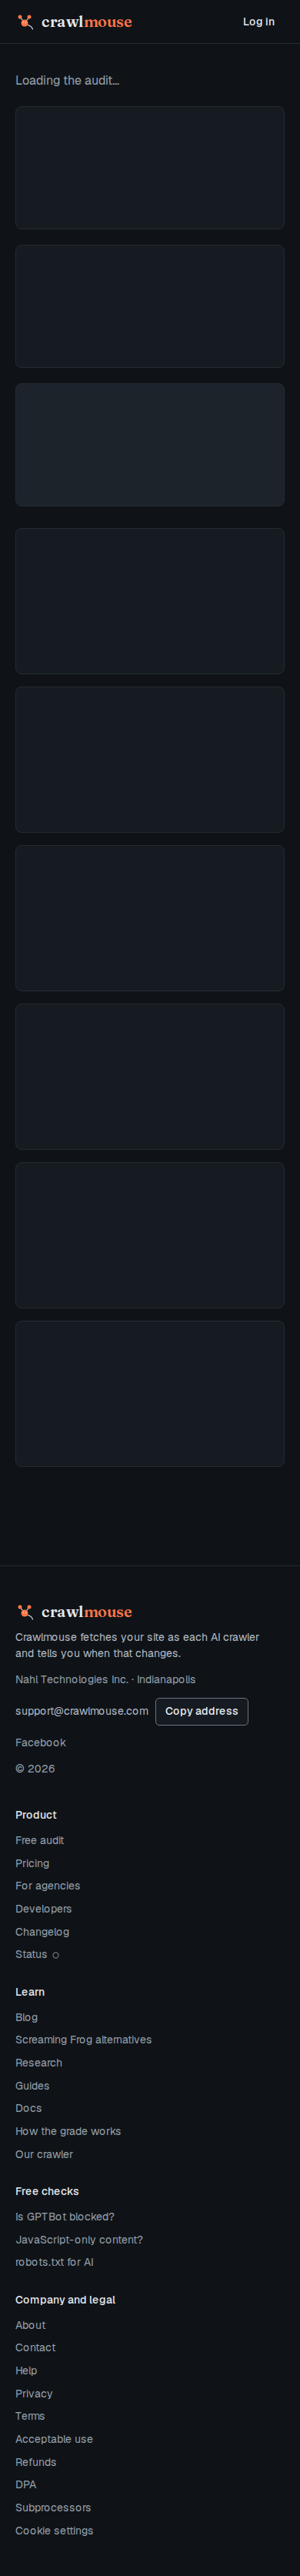 crawlmouse
Log in
Loading the audit…
crawlmouse
Crawlmouse fetches your site as each AI crawler
and tells you when that changes.
Nahl Technologies Inc. · Indianapolis
support@crawlmouse.com
Copy address
Facebook
© 2026
Product
Free audit
Pricing
For agencies
Developers
Changelog
Status
Learn
Blog
Screaming Frog alternatives
Research
Guides
Docs
How the grade works
Our crawler
Free checks
Is GPTBot blocked?
JavaScript-only content?
robots.txt for AI
Company and legal
About
Contact
Help
Privacy
Terms
Acceptable use
Refunds
DPA
Subprocessors
Cookie settings